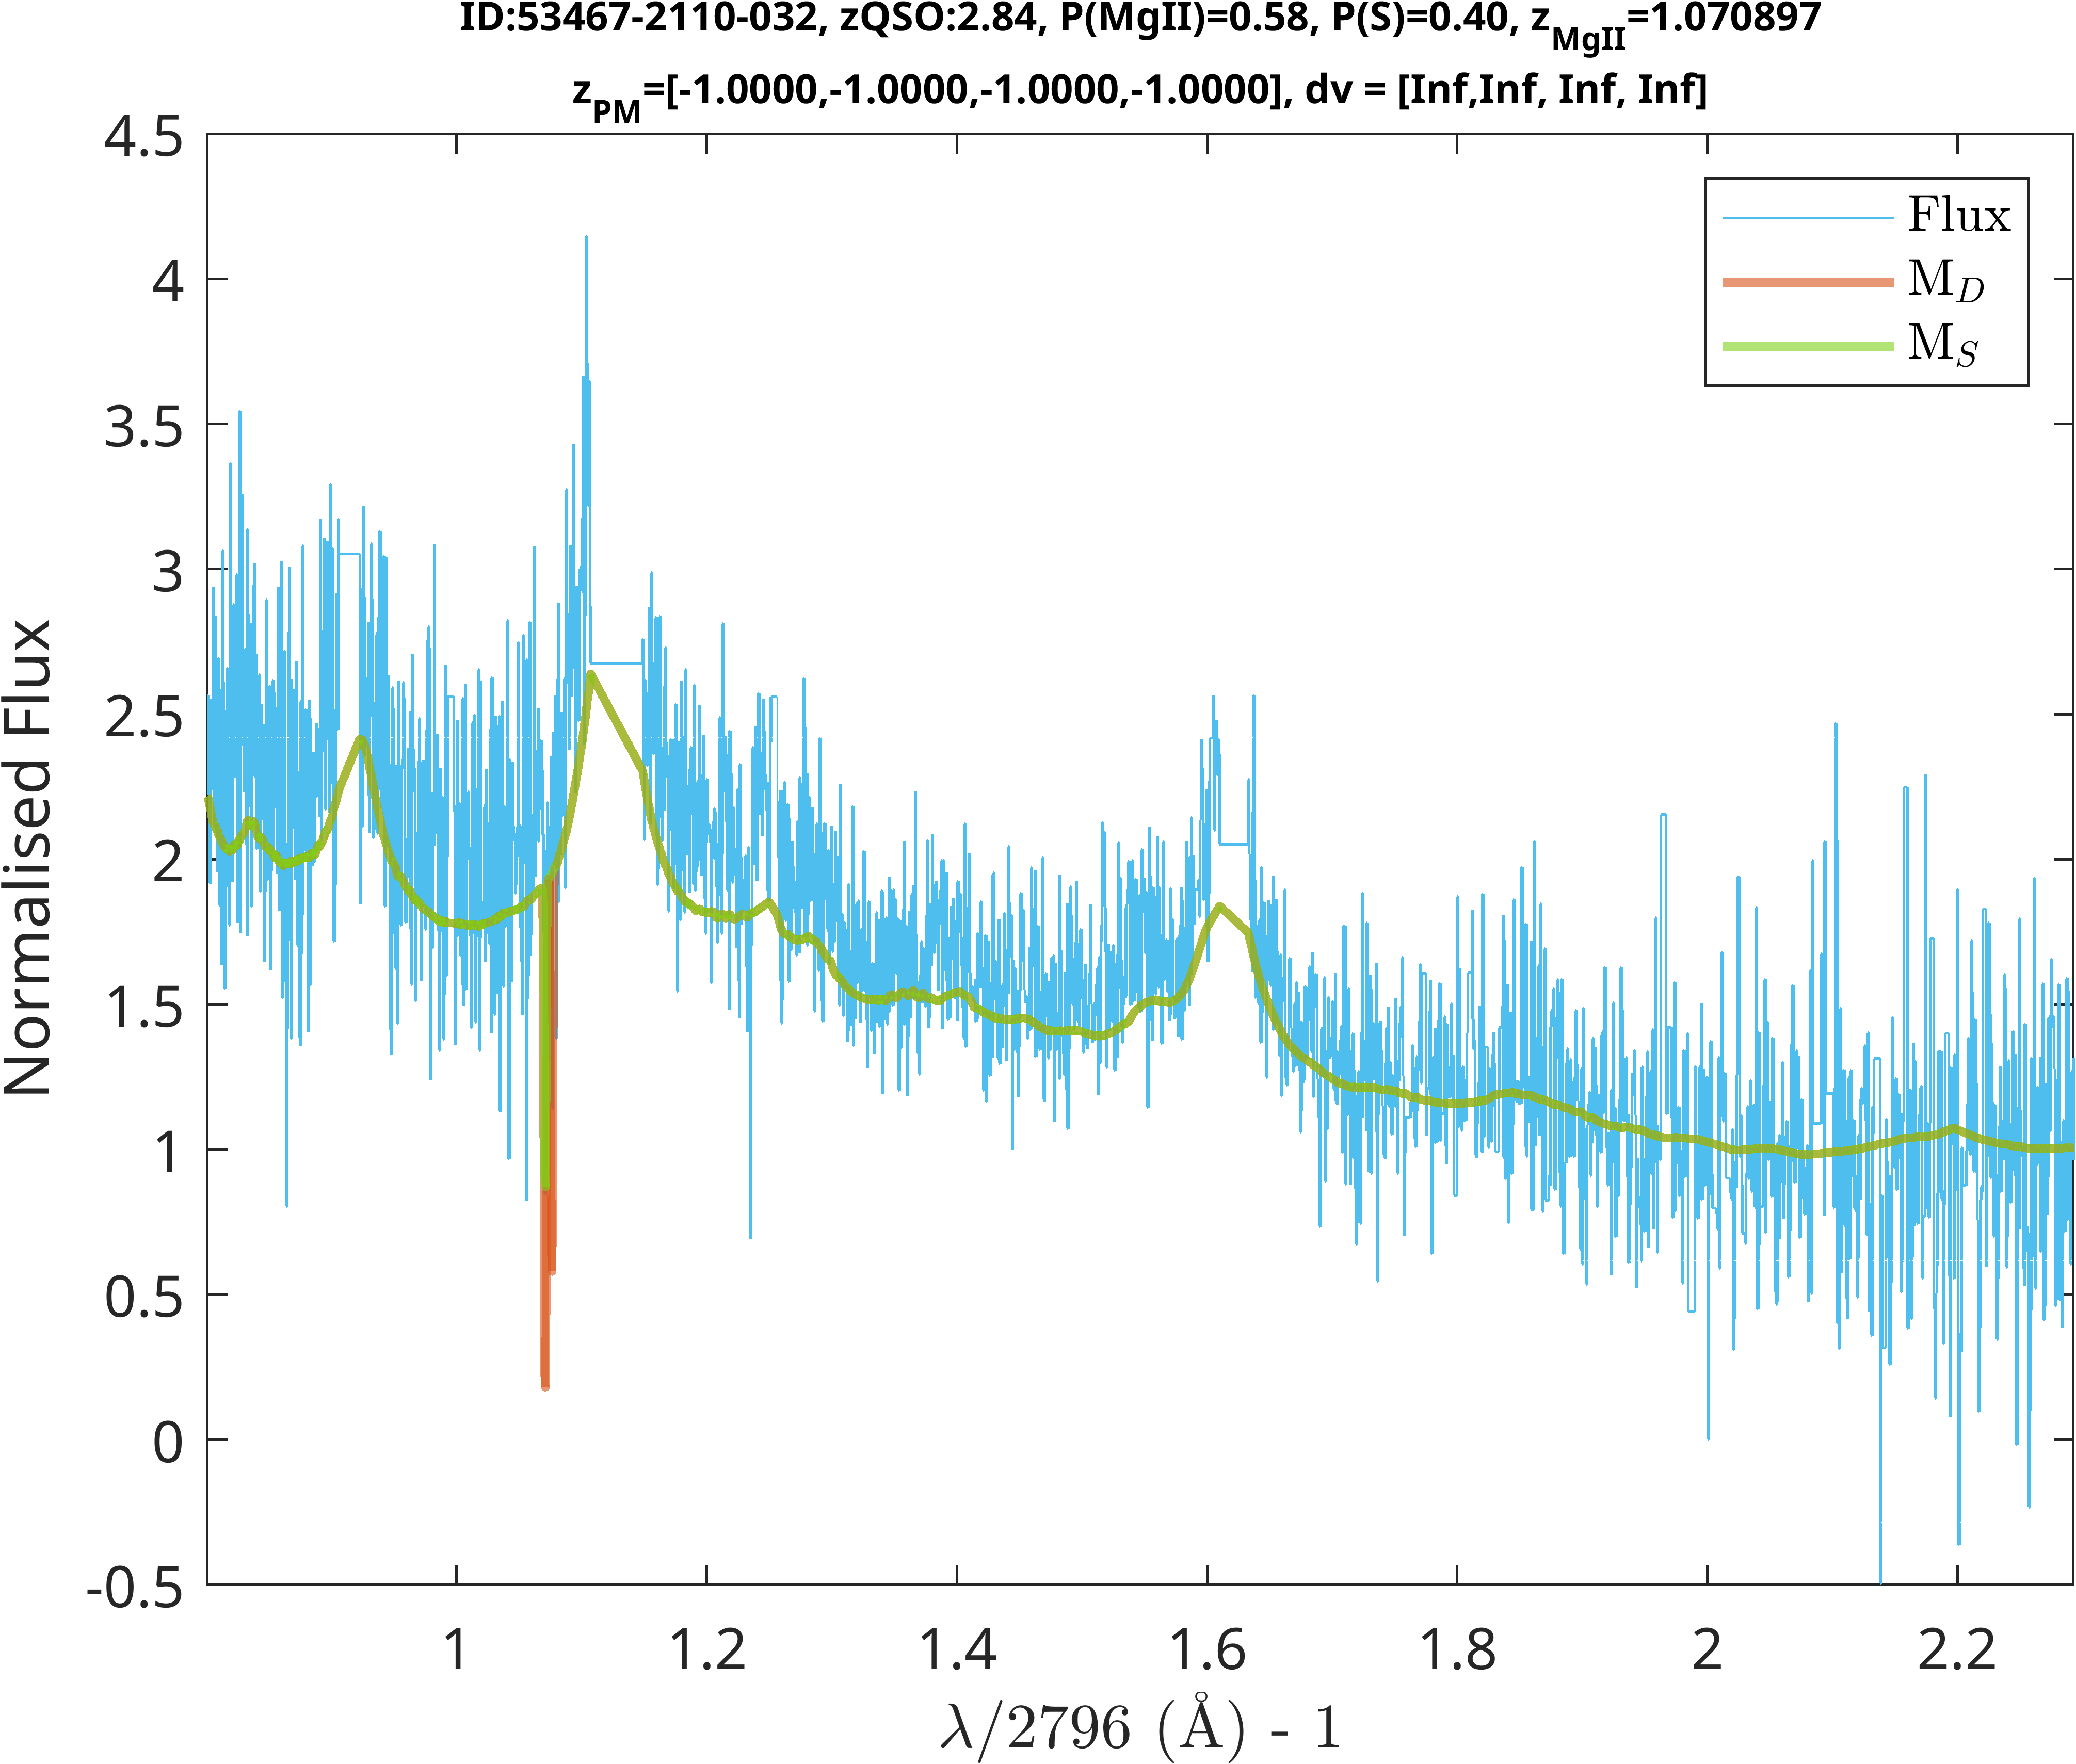 ID:53467-2110-032, zQSO:2.84, P(MgII)=0.58, P(S)=0.40, zMgII=1.070897
zPM=[-1.0000,-1.0000,-1.0000,-1.0000], dv = [Inf,Inf, Inf, Inf]
4.5
4
3.5
3
2.5
2
1.5
1
0.5
0
-0.5
Normalised Flux
Flux
MD
MS
1
1.2
1.4
1.6
1.8
2
2.2
λ/2796 (Å) - 1